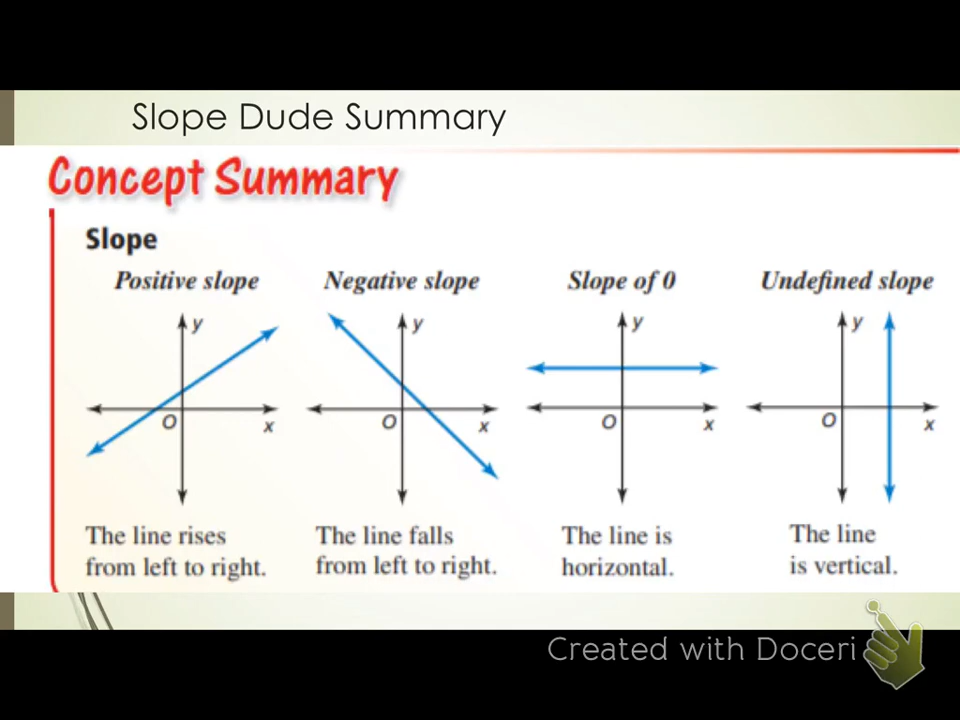 Slope Dude Summary
Concept Summary
Slope
Positive slope
Negative slope
Slope of 0
Undefined slope
y
O
x
y
O
x
y
O
x
y
O
x
The line rises
from left to right.
The line falls
from left to right.
The line is
horizontal.
The line
is vertical.
Created with Doceri